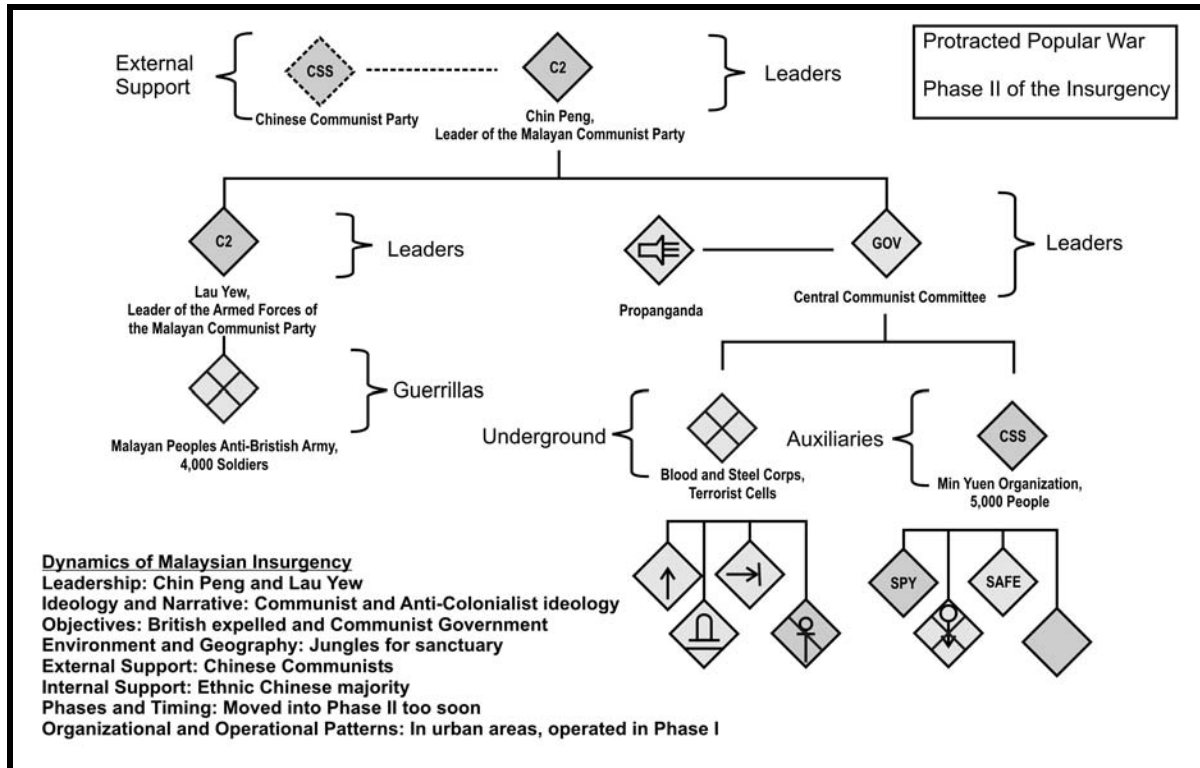 External
Support
CSS
Chinese Communist Party
C2
Chin Peng,
Leader of the Malayan Communist Party
Leaders
Protracted Popular War
Phase II of the Insurgency
C2
Leaders
Lau Yew,
Leader of the Armed Forces of
the Malayan Communist Party
Propanganda
GOV
Central Communist Committee
Leaders
Guerrillas
Malayan Peoples Anti-Bristish Army,
4,000 Soldiers
Underground
Blood and Steel Corps,
Terrorist Cells
Auxiliaries
CSS
Min Yuen Organization,
5,000 People
SPY
SAFE
Dynamics of Malaysian Insurgency
Leadership: Chin Peng and Lau Yew
Ideology and Narrative: Communist and Anti-Colonialist ideology
Objectives: British expelled and Communist Government
Environment and Geography: Jungles for sanctuary
External Support: Chinese Communists
Internal Support: Ethnic Chinese majority
Phases and Timing: Moved into Phase II too soon
Organizational and Operational Patterns: In urban areas, operated in Phase I